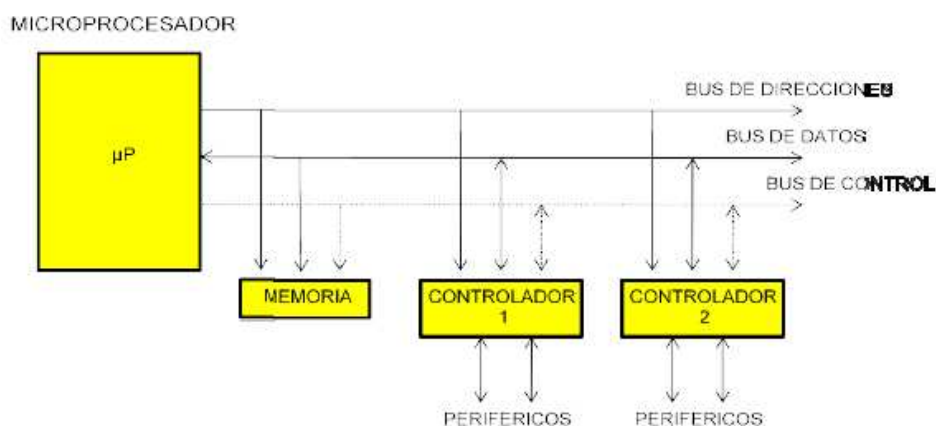 MICROPROCESADOR
BUS DE DIRECCIONES
µP
BUS DE DATOS
BUS DE CONTROL
MEMORIA
CONTROLADOR
1
CONTROLADOR
2
PERIFERICOS
PERIFERICOS